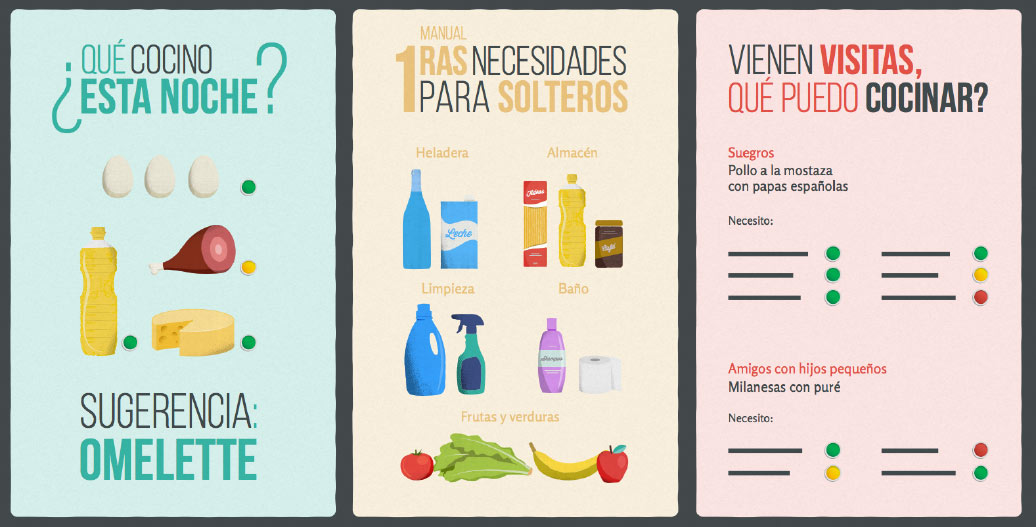 ¿QUÉ COCINO
ESTA NOCHE?
SUGERENCIA:
OMELETTE
MANUAL
1RAS NECESIDADES
PARA SOLTEROS
Heladera
Almacén
Leche
Fideos
Café
Limpieza
Baño
Shampoo
Frutas y verduras
VIENEN VISITAS,
QUÉ PUEDO COCINAR?
Suegros
Pollo a la mostaza
con papas españolas
Necesito:
Amigos con hijos pequeños
Milanesas con puré
Necesito: